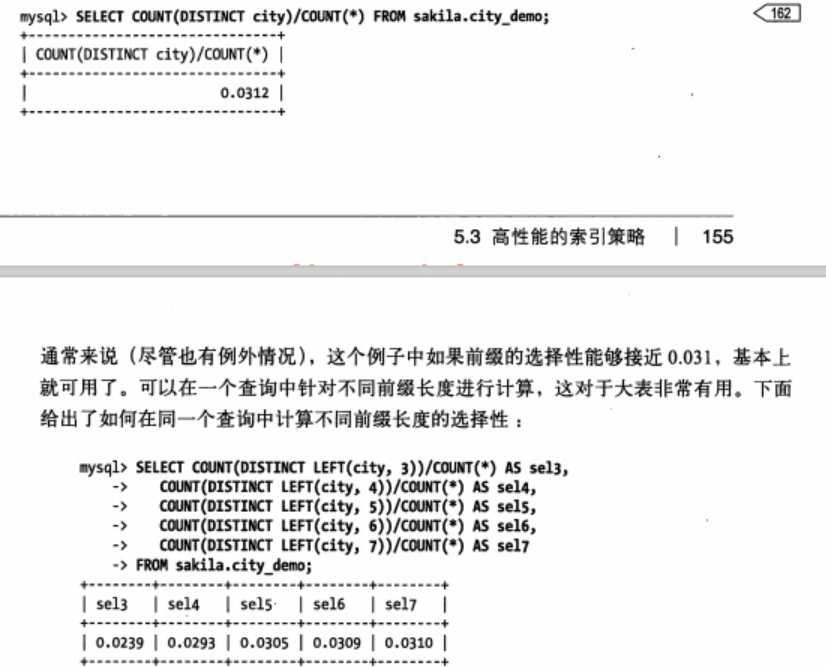 mysql> SELECT COUNT(DISTINCT city)/COUNT(*) FROM sakila.city_demo;
162
+-------------------------------+
| COUNT(DISTINCT city)/COUNT(*) |
+-------------------------------+
|                        0.0312 |
+-------------------------------+
5.3 高性能的索引策略 | 155
通常来说（尽管也有例外情况），这个例子中如果前缀的选择性能够接近 0.031，基本上
就可用了。可以在一个查询中针对不同前缀长度进行计算，这对于大表非常有用。下面
给出了如何在同一个查询中计算不同前缀长度的选择性：
mysql> SELECT COUNT(DISTINCT LEFT(city, 3))/COUNT(*) AS sel3,
    -> COUNT(DISTINCT LEFT(city, 4))/COUNT(*) AS sel4,
    -> COUNT(DISTINCT LEFT(city, 5))/COUNT(*) AS sel5,
    -> COUNT(DISTINCT LEFT(city, 6))/COUNT(*) AS sel6,
    -> COUNT(DISTINCT LEFT(city, 7))/COUNT(*) AS sel7
    -> FROM sakila.city_demo;
+--------+--------+--------+--------+--------+
| sel3   | sel4   | sel5   | sel6   | sel7   |
+--------+--------+--------+--------+--------+
| 0.0239 | 0.0293 | 0.0305 | 0.0309 | 0.0310 |
+--------+--------+--------+--------+--------+